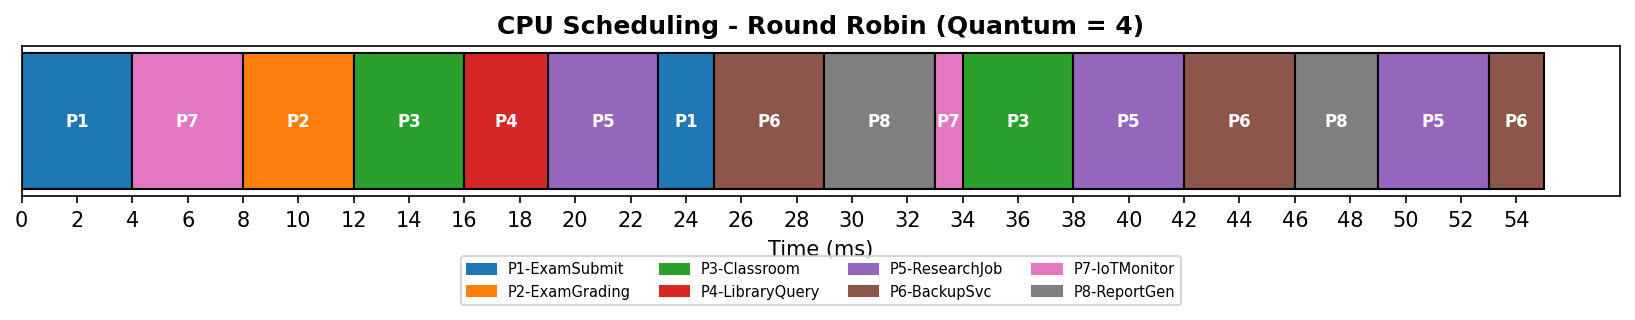 CPU Scheduling - Round Robin (Quantum = 4)
P1 P7 P2 P3 P4 P5 P1 P6 P8 P7 P3 P5 P6 P8 P5 P6
0 2 4 6 8 10 12 14 16 18 20 22 24 26 28 30 32 34 36 38 40 42 44 46 48 50 52 54
Time (ms)
P1-ExamSubmit P3-Classroom P5-ResearchJob P7-IoTMonitor
P2-ExamGrading P4-LibraryQuery P6-BackupSvc P8-ReportGen